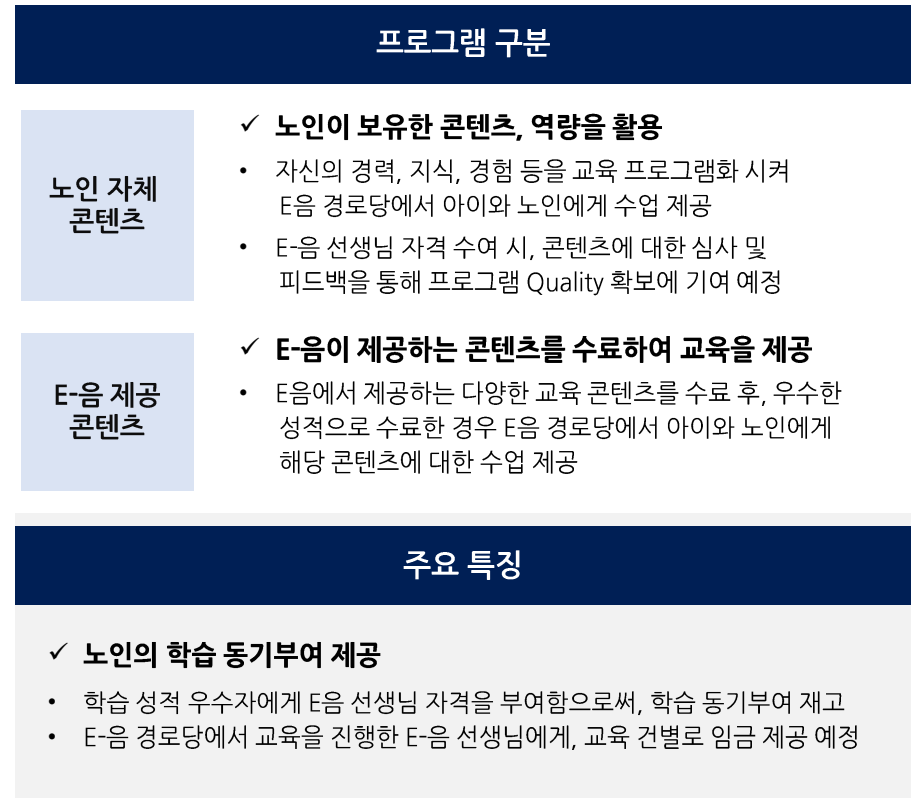 프로그램 구분
노인 자체
콘텐츠
✓ 노인이 보유한 콘텐츠, 역량을 활용
• 자신의 경력, 지식, 경험 등을 교육 프로그램화 시켜
E음 경로당에서 아이와 노인에게 수업 제공
• E-음 선생님 자격 수여 시, 콘텐츠에 대한 심사 및
피드백을 통해 프로그램 Quality 확보에 기여 예정
E-음 제공
콘텐츠
✓ E-음이 제공하는 콘텐츠를 수료하여 교육을 제공
• E음에서 제공하는 다양한 교육 콘텐츠를 수료 후, 우수한
성적으로 수료한 경우 E음 경로당에서 아이와 노인에게
해당 콘텐츠에 대한 수업 제공
주요 특징
✓ 노인의 학습 동기부여 제공
• 학습 성적 우수자에게 E음 선생님 자격을 부여함으로써, 학습 동기부여 재고
• E-음 경로당에서 교육을 진행한 E-음 선생님에게, 교육 건별로 임금 제공 예정